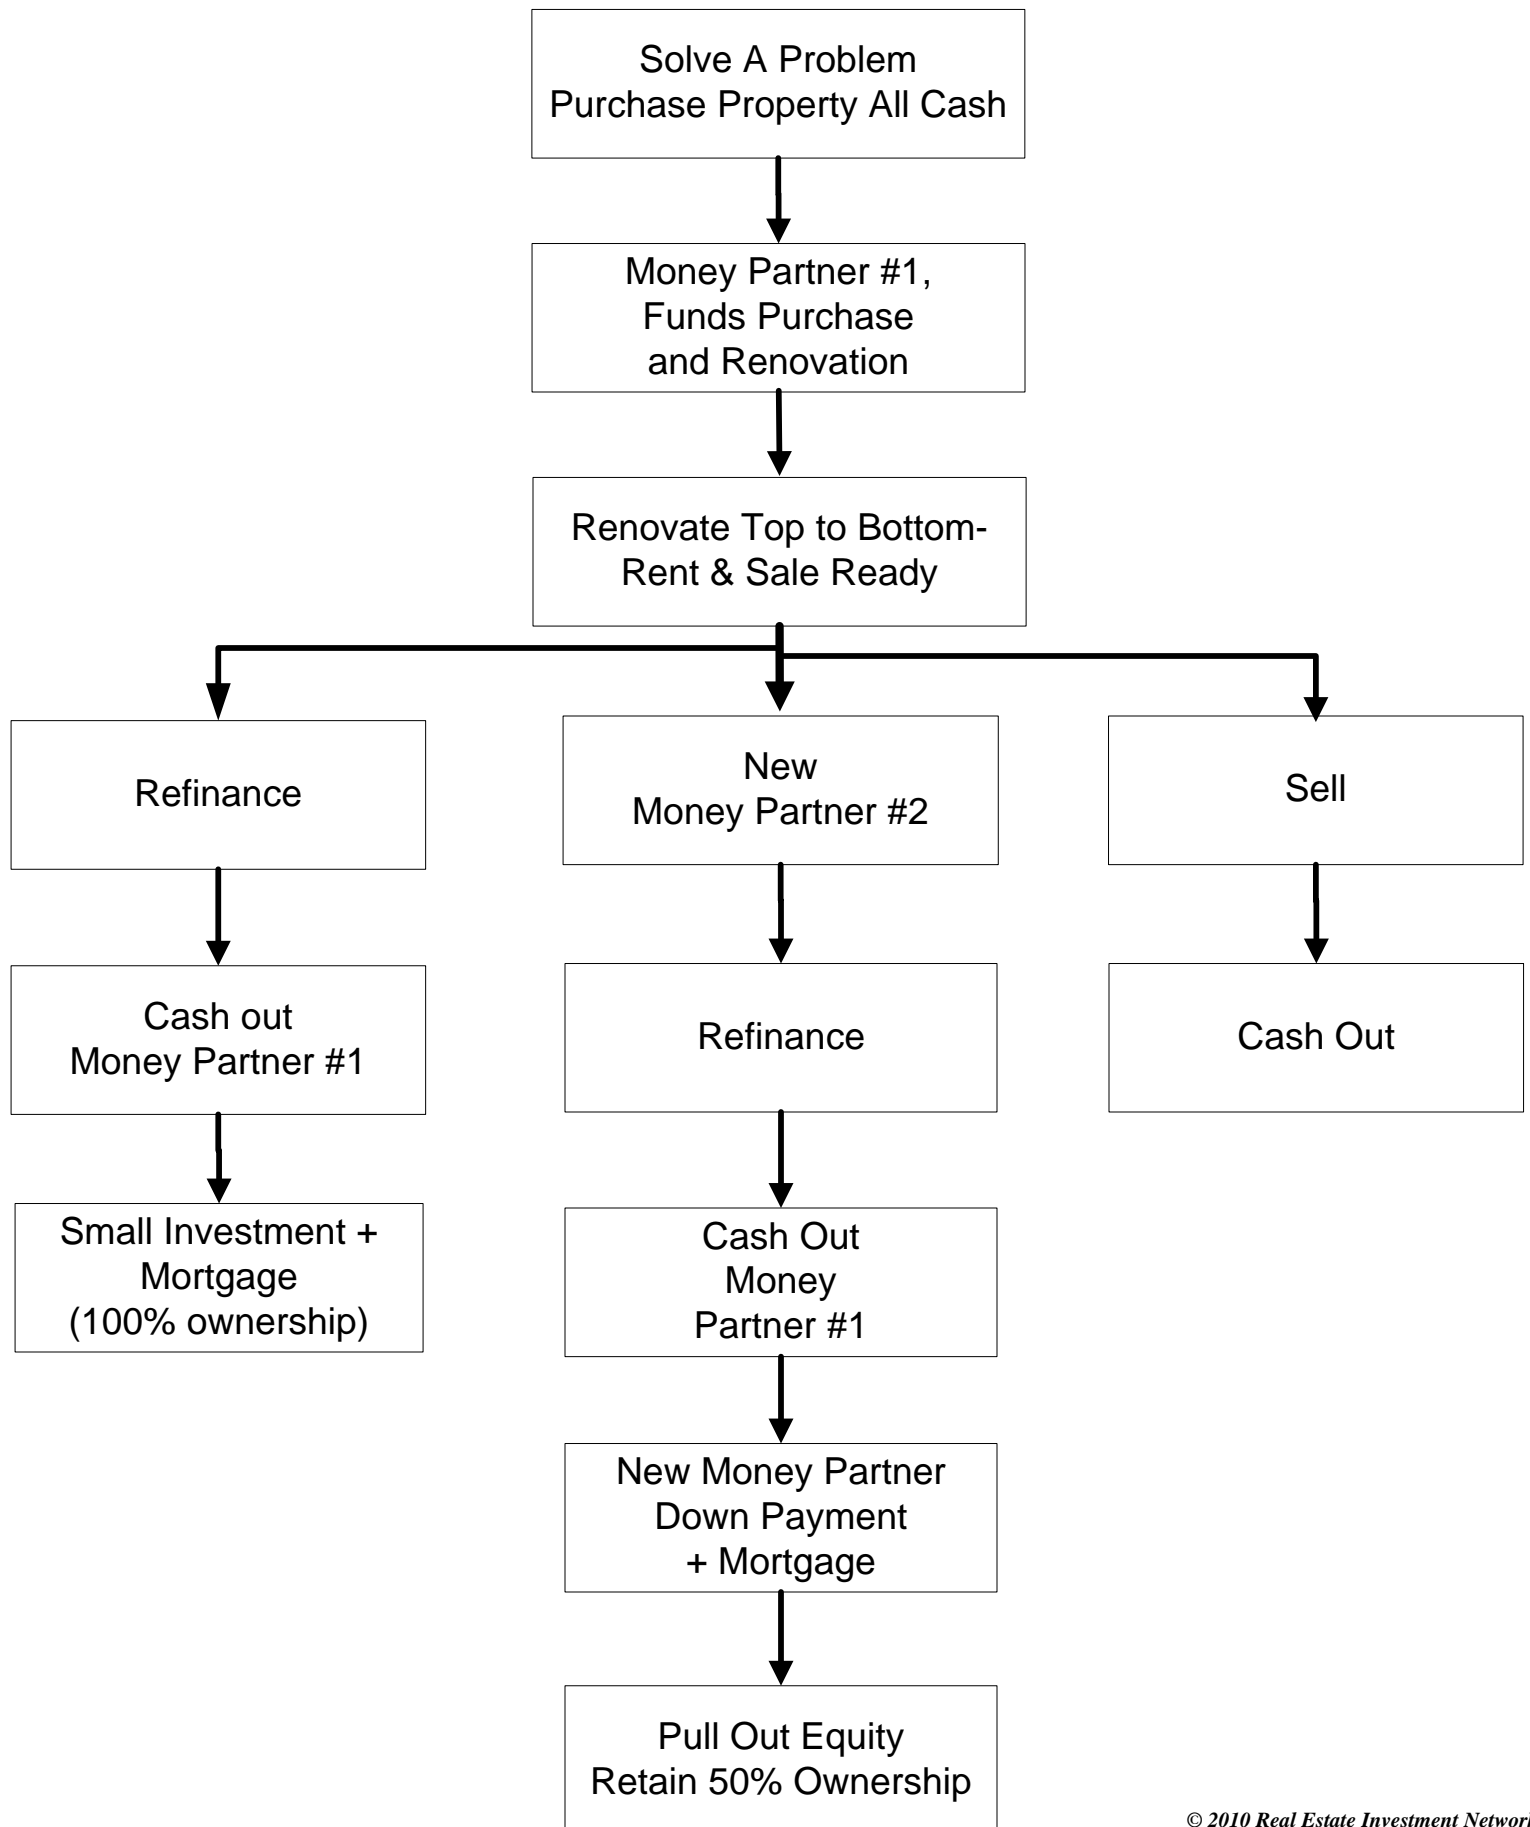 Solve A Problem
Purchase Property All Cash
Money Partner #1,
Funds Purchase
and Renovation
Renovate Top to Bottom-
Rent & Sale Ready
Refinance
Cash out
Money Partner #1
Small Investment +
Mortgage
(100% ownership)
New
Money Partner #2
Refinance
Cash Out
Money
Partner #1
New Money Partner
Down Payment
+ Mortgage
Pull Out Equity
Retain 50% Ownership
Sell
Cash Out
© 2010 Real Estate Investment Network